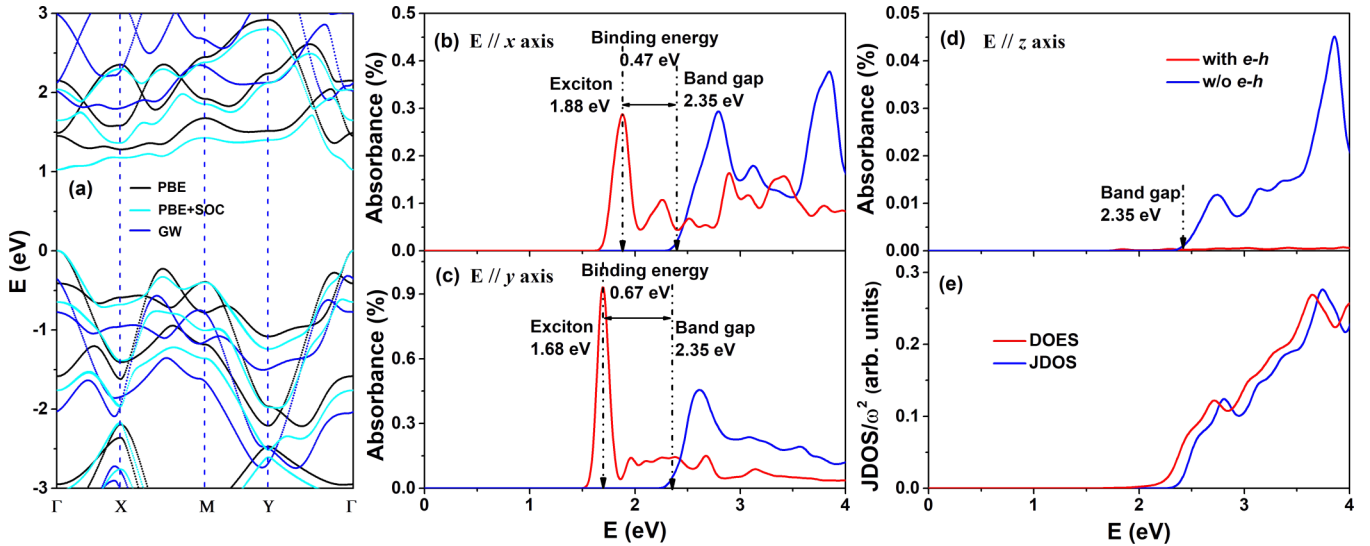 3
2
1
0
-1
-2
-3
E (eV)
(a)
PBE
PBE+SOC
GW
Γ
X
M
Y
Γ
0.5
0.4
0.3
0.2
0.1
0.0
Absorbance (%)
(b) E // x axis
Binding energy
0.47 eV
Exciton
1.88 eV
Band gap
2.35 eV
0.9
0.6
0.3
0.0
Absorbance (%)
(c) E // y axis
Binding energy
0.67 eV
Exciton
1.68 eV
Band gap
2.35 eV
0
1
2
3
4
E (eV)
0.05
0.04
0.03
0.02
0.01
0.00
Absorbance (%)
(d) E // z axis
with e-h
w/o e-h
Band gap
2.35 eV
0.3
0.2
0.1
0.0
JDOS/ω² (arb. units)
(e)
DOES
JDOS
0
1
2
3
4
E (eV)